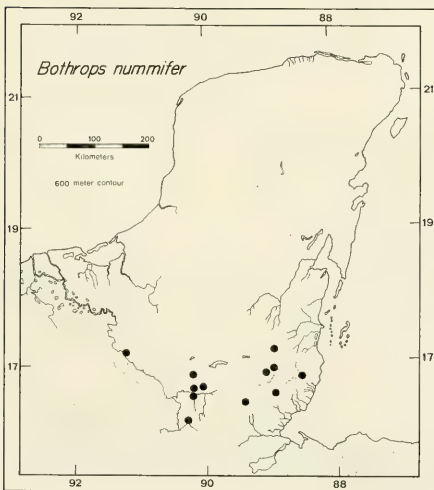 92 90 88
Bothrops nummifer
21 21
0 100 200
Kilometers
600 meter contour
19 19
17 17
92 90 88